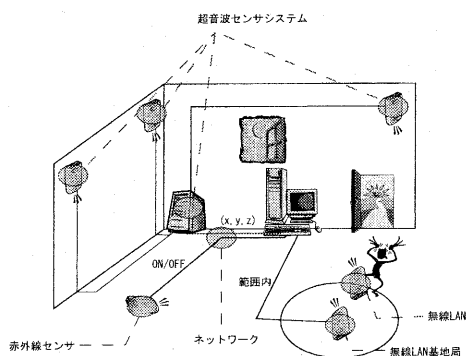 超音波センサシステム
(x, y, z)
ON/OFF
範囲内
無線LAN
赤外線センサ
ネットワーク
無線LAN基地局